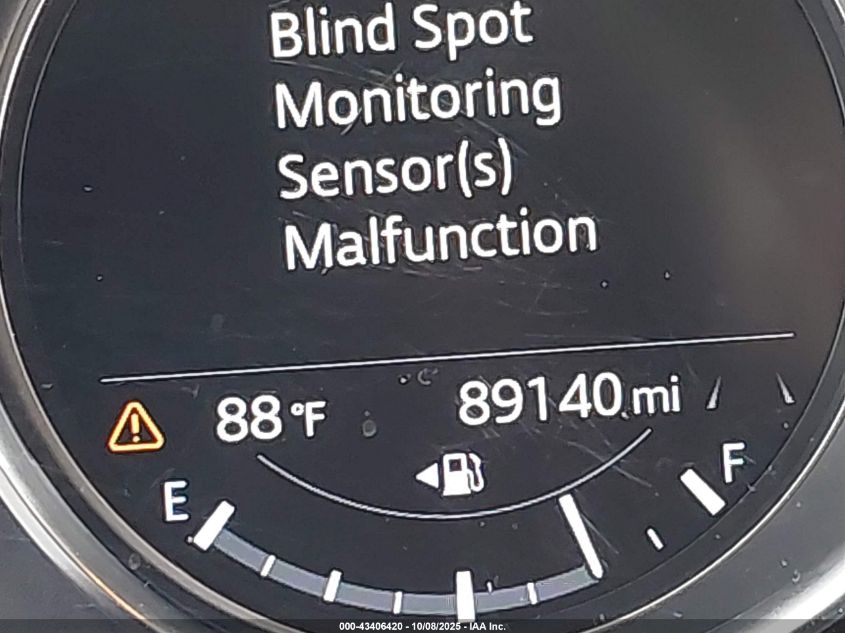 Blind Spot
Monitoring
Sensor(s)
Malfunction
88°F 89140 mi
E F
000-43406420 - 10/08/2025 - IAA Inc.